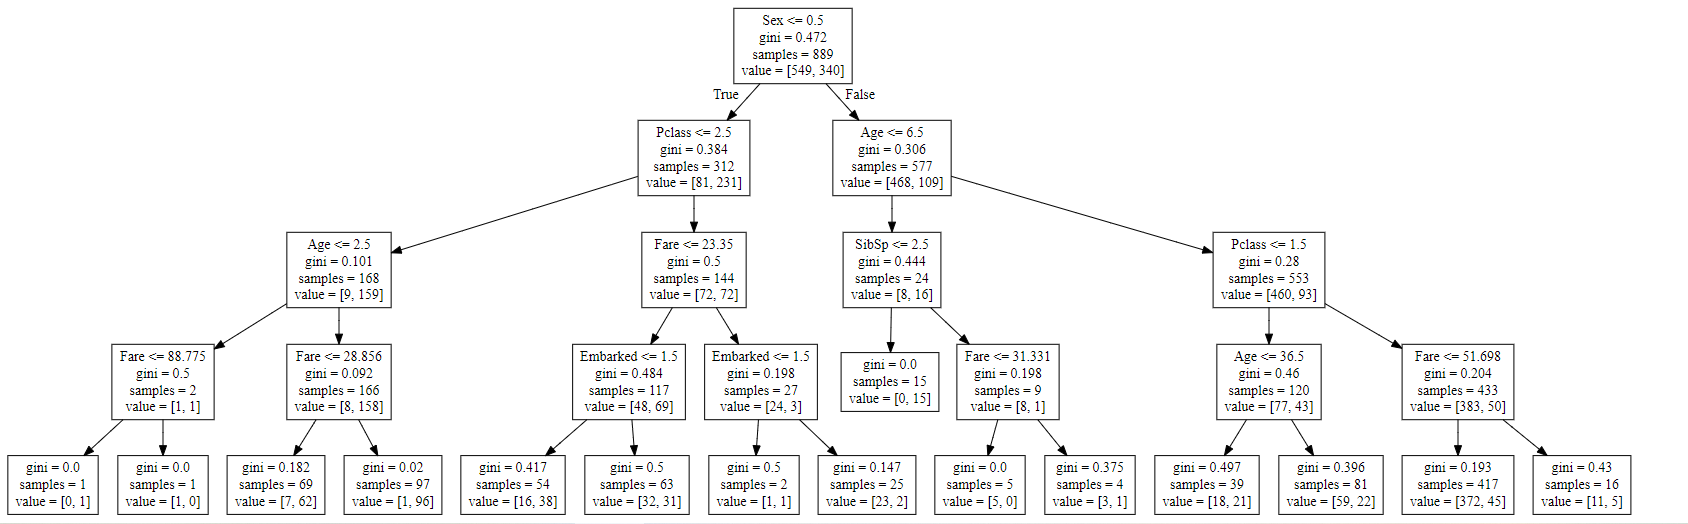 Sex <= 0.5
gini = 0.472
samples = 889
value = [549, 340]
True
False
Pclass <= 2.5
gini = 0.384
samples = 312
value = [81, 231]
Age <= 6.5
gini = 0.306
samples = 577
value = [468, 109]
Age <= 2.5
gini = 0.101
samples = 168
value = [9, 159]
Fare <= 23.35
gini = 0.5
samples = 144
value = [72, 72]
SibSp <= 2.5
gini = 0.444
samples = 24
value = [8, 16]
Pclass <= 1.5
gini = 0.28
samples = 553
value = [460, 93]
Fare <= 88.775
gini = 0.5
samples = 2
value = [1, 1]
Fare <= 28.856
gini = 0.092
samples = 166
value = [8, 158]
Embarked <= 1.5
gini = 0.484
samples = 117
value = [48, 69]
Embarked <= 1.5
gini = 0.198
samples = 27
value = [24, 3]
gini = 0.0
samples = 15
value = [0, 15]
Fare <= 31.331
gini = 0.198
samples = 9
value = [8, 1]
Age <= 36.5
gini = 0.46
samples = 120
value = [77, 43]
Fare <= 51.698
gini = 0.204
samples = 433
value = [383, 50]
gini = 0.0
samples = 1
value = [0, 1]
gini = 0.0
samples = 1
value = [1, 0]
gini = 0.182
samples = 69
value = [7, 62]
gini = 0.02
samples = 97
value = [1, 96]
gini = 0.417
samples = 54
value = [16, 38]
gini = 0.5
samples = 63
value = [32, 31]
gini = 0.5
samples = 2
value = [1, 1]
gini = 0.147
samples = 25
value = [23, 2]
gini = 0.0
samples = 5
value = [5, 0]
gini = 0.375
samples = 4
value = [3, 1]
gini = 0.497
samples = 39
value = [18, 21]
gini = 0.396
samples = 81
value = [59, 22]
gini = 0.193
samples = 417
value = [372, 45]
gini = 0.43
samples = 16
value = [11, 5]